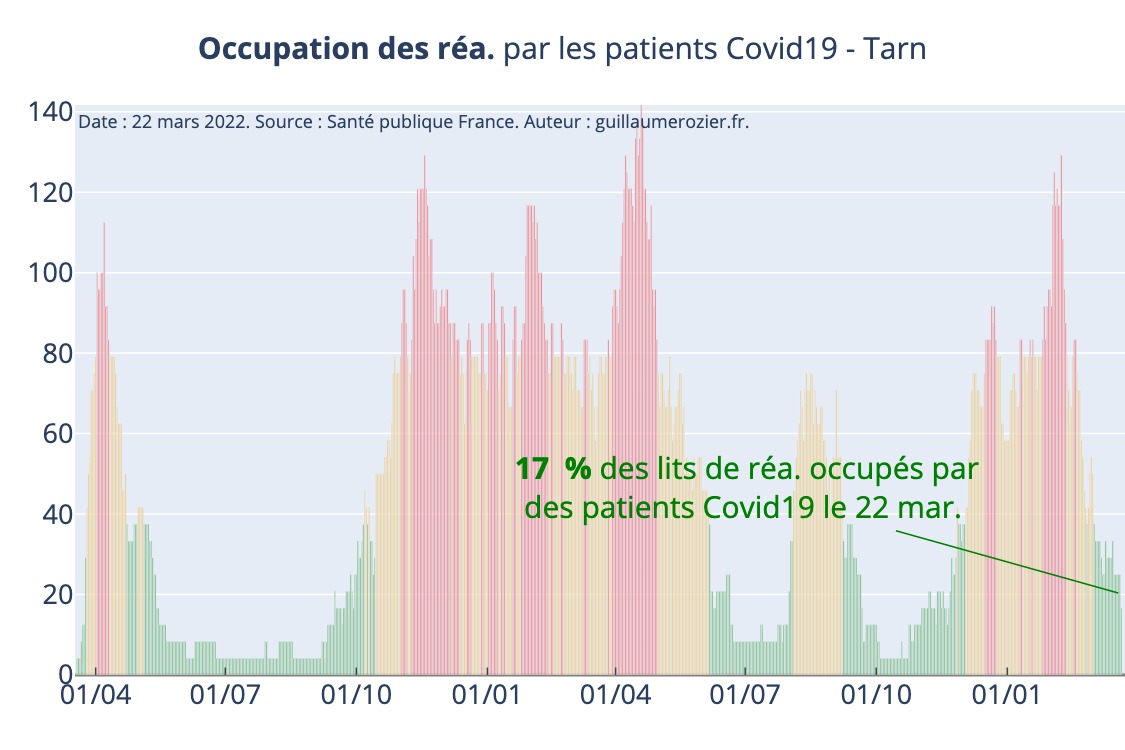 Occupation des réa. par les patients Covid19 - Tarn
140
Date : 22 mars 2022. Source : Santé publique France. Auteur : guillaumerozier.fr.
120
100
80
60
17 % des lits de réa. occupés par
des patients Covid19 le 22 mar.
40
20
0
01/04 01/07 01/10 01/01 01/04 01/07 01/10 01/01